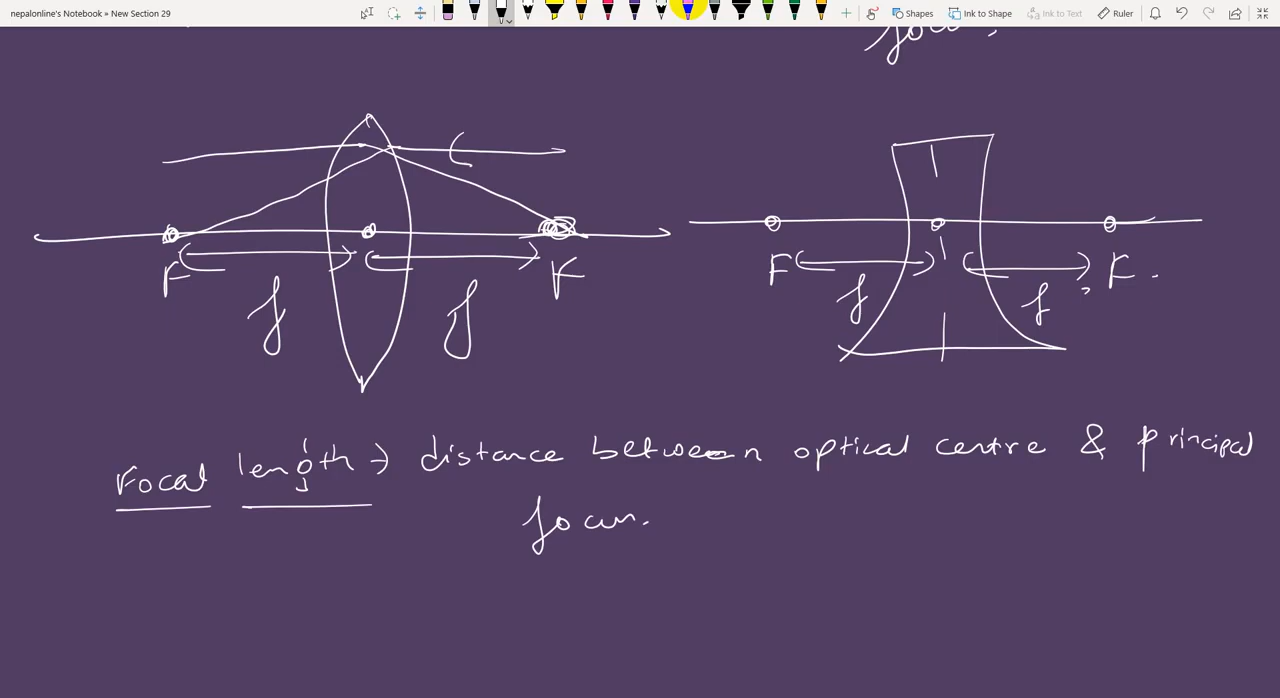 nepalonline's Notebook » New Section 29
Shapes Ink to Shape Ink to Text Ruler
focus.
F f f F
F f f F.
Focal length → distance between optical centre & principal
focus.